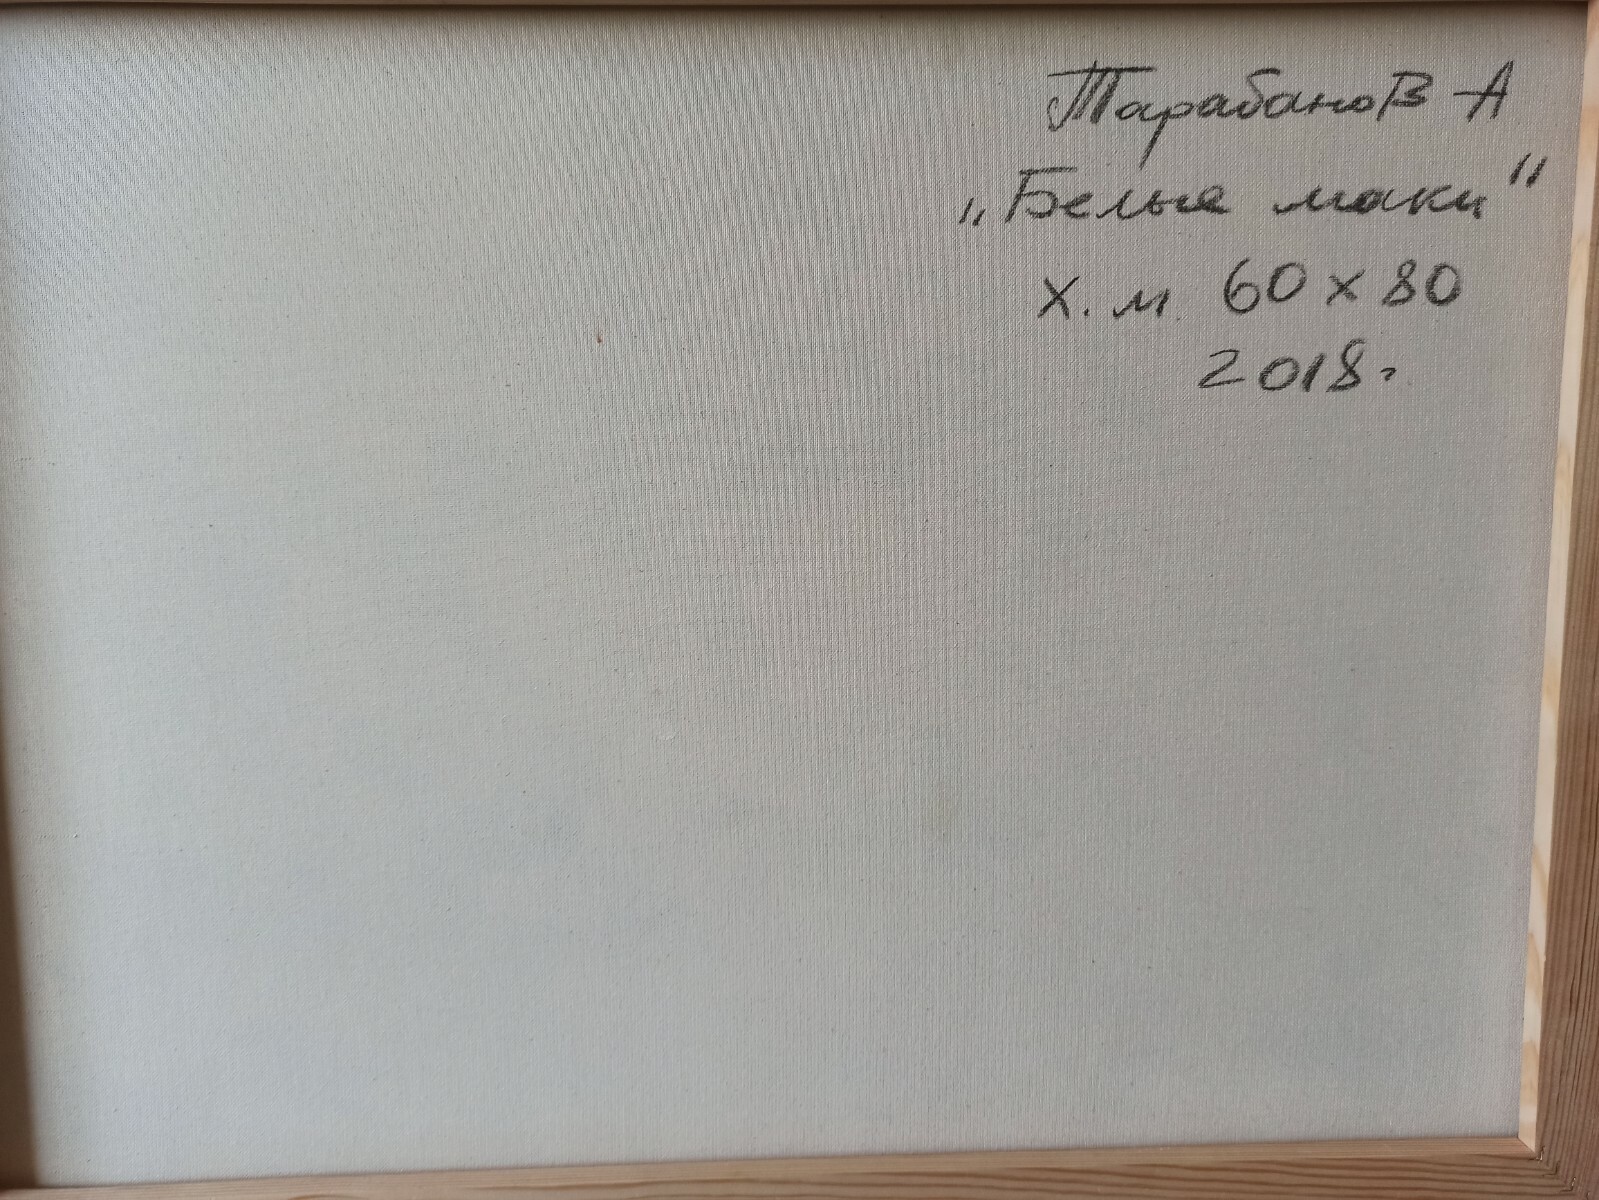 Тарабанов А
„Белые маки"
х. м. 60 х 80
2018г